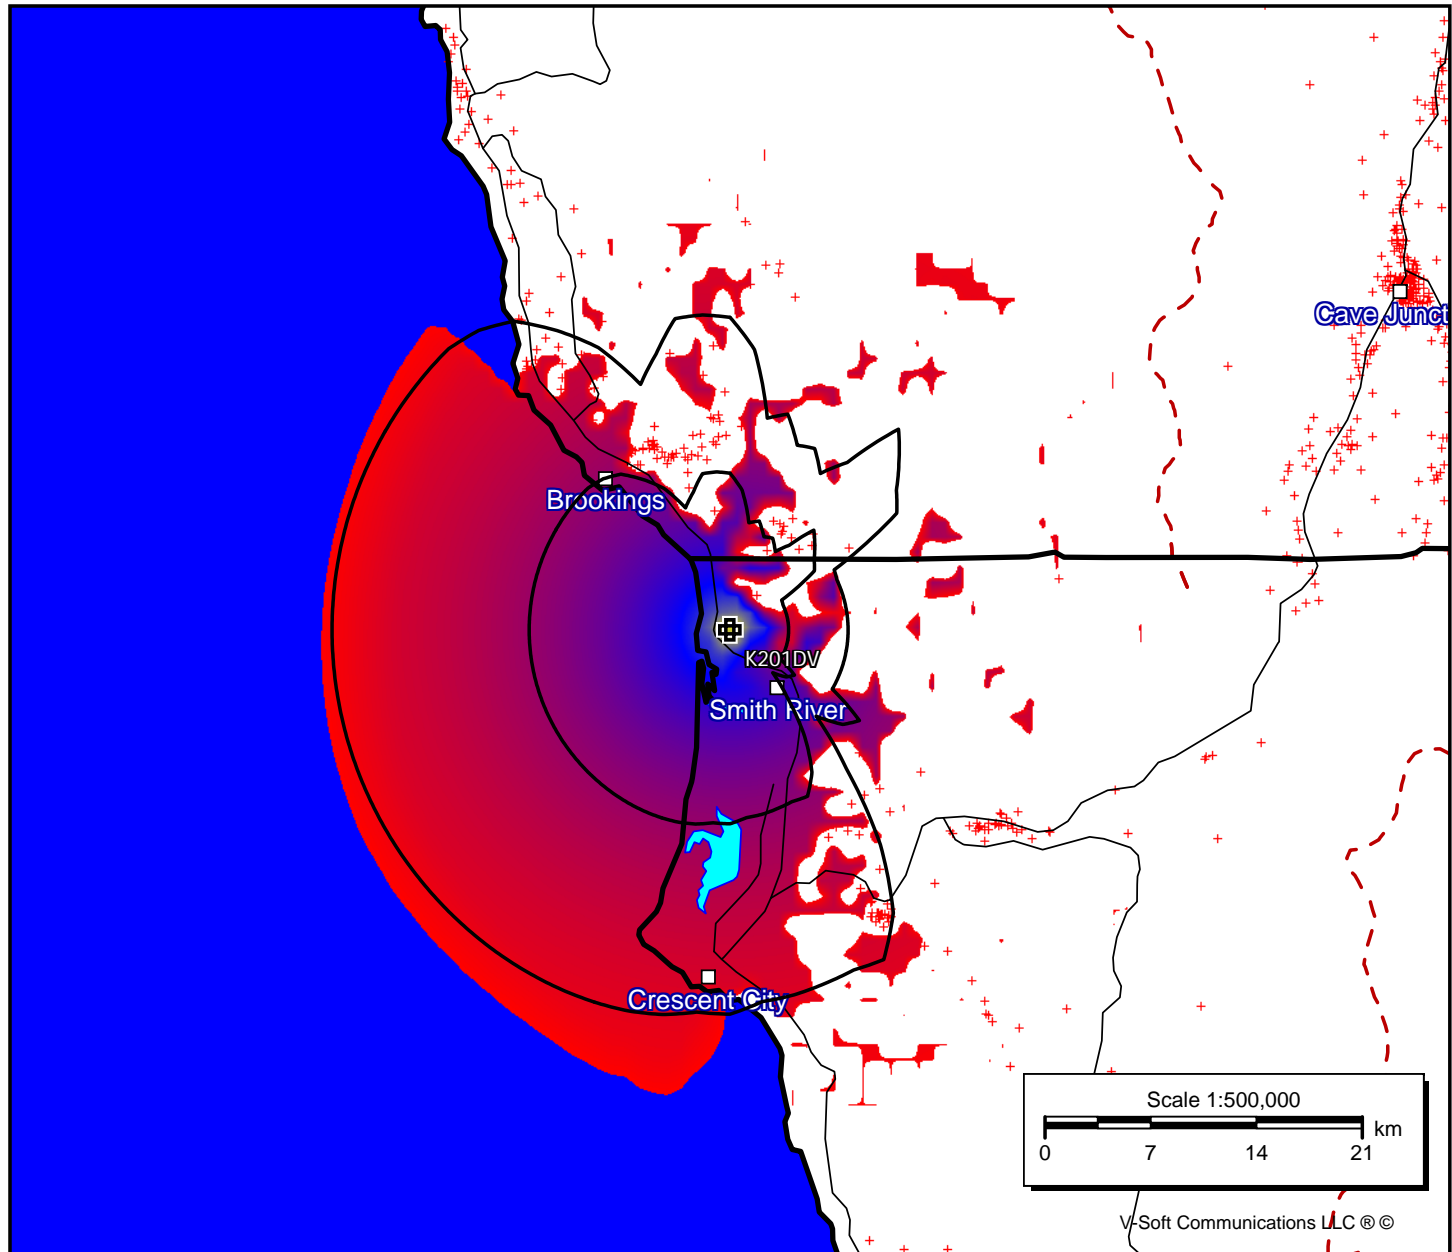 Cave Junct
Brookings
K201DV
Smith River
Crescent City
Scale 1:500,000
km
0 7 14 21
V-Soft Communications LLC ® ©